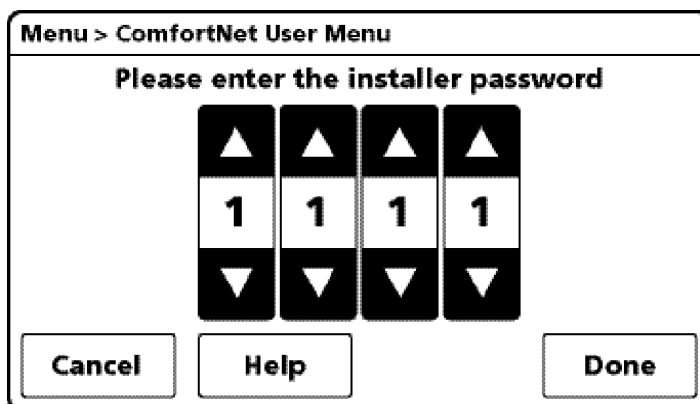 Menu > ComfortNet User Menu
Please enter the installer password
1 1 1 1
Cancel Help Done